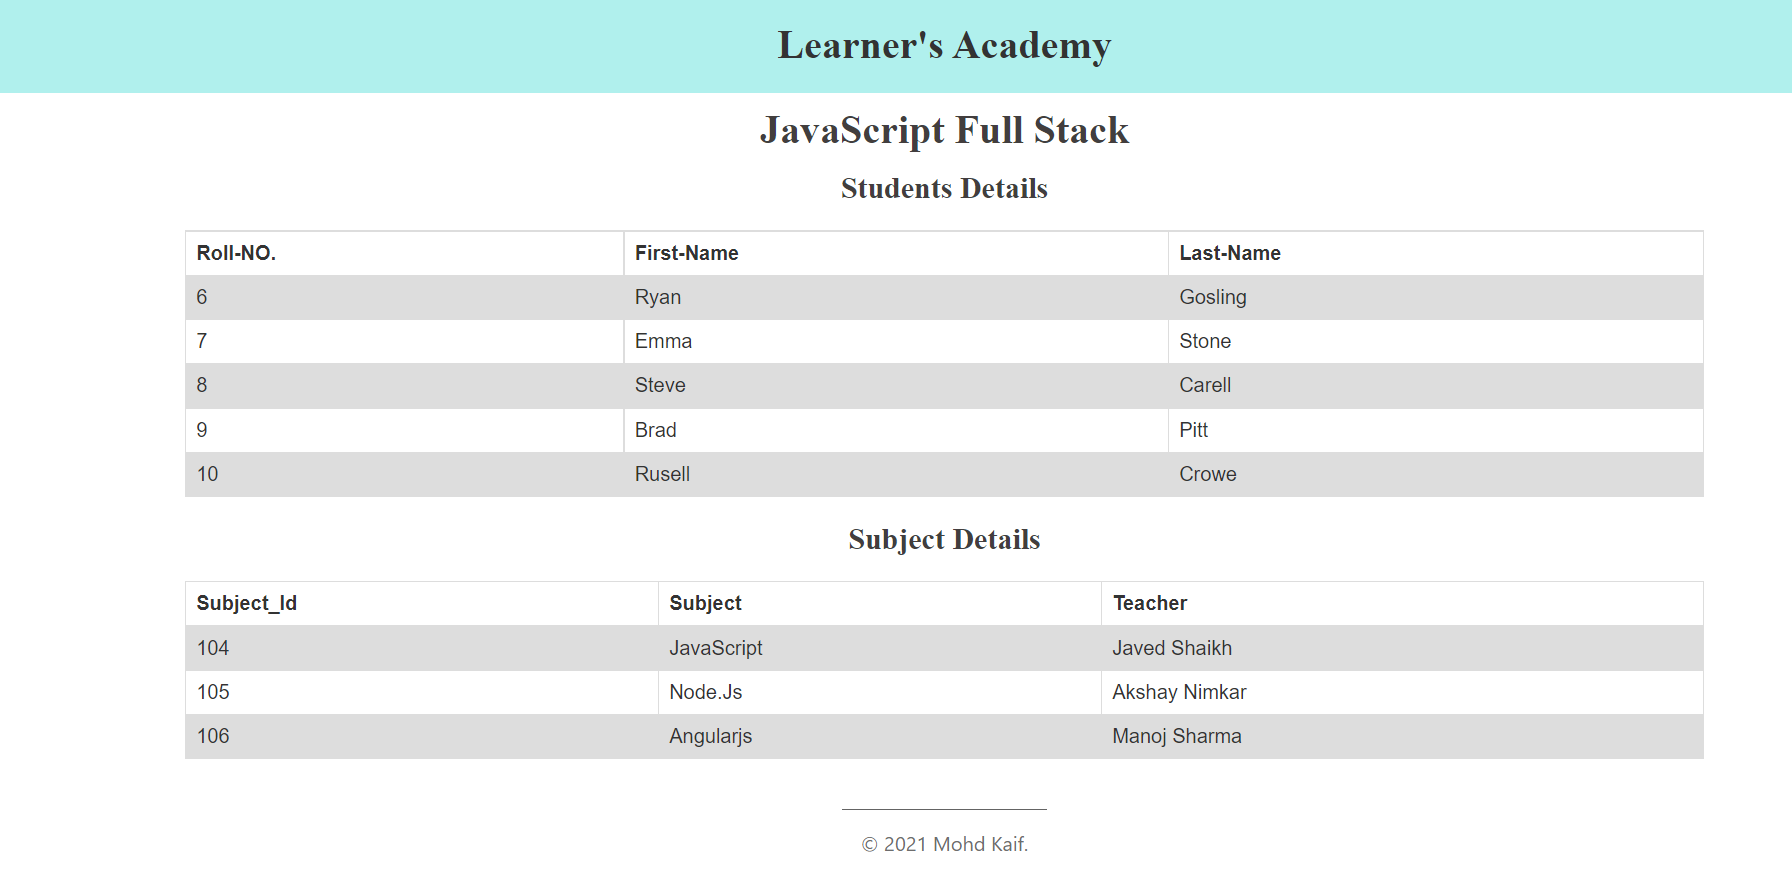 Learner's Academy
JavaScript Full Stack
Students Details
Roll-NO. First-Name Last-Name
6 Ryan Gosling
7 Emma Stone
8 Steve Carell
9 Brad Pitt
10 Rusell Crowe
Subject Details
Subject_Id Subject Teacher
104 JavaScript Javed Shaikh
105 Node.Js Akshay Nimkar
106 Angularjs Manoj Sharma
© 2021 Mohd Kaif.